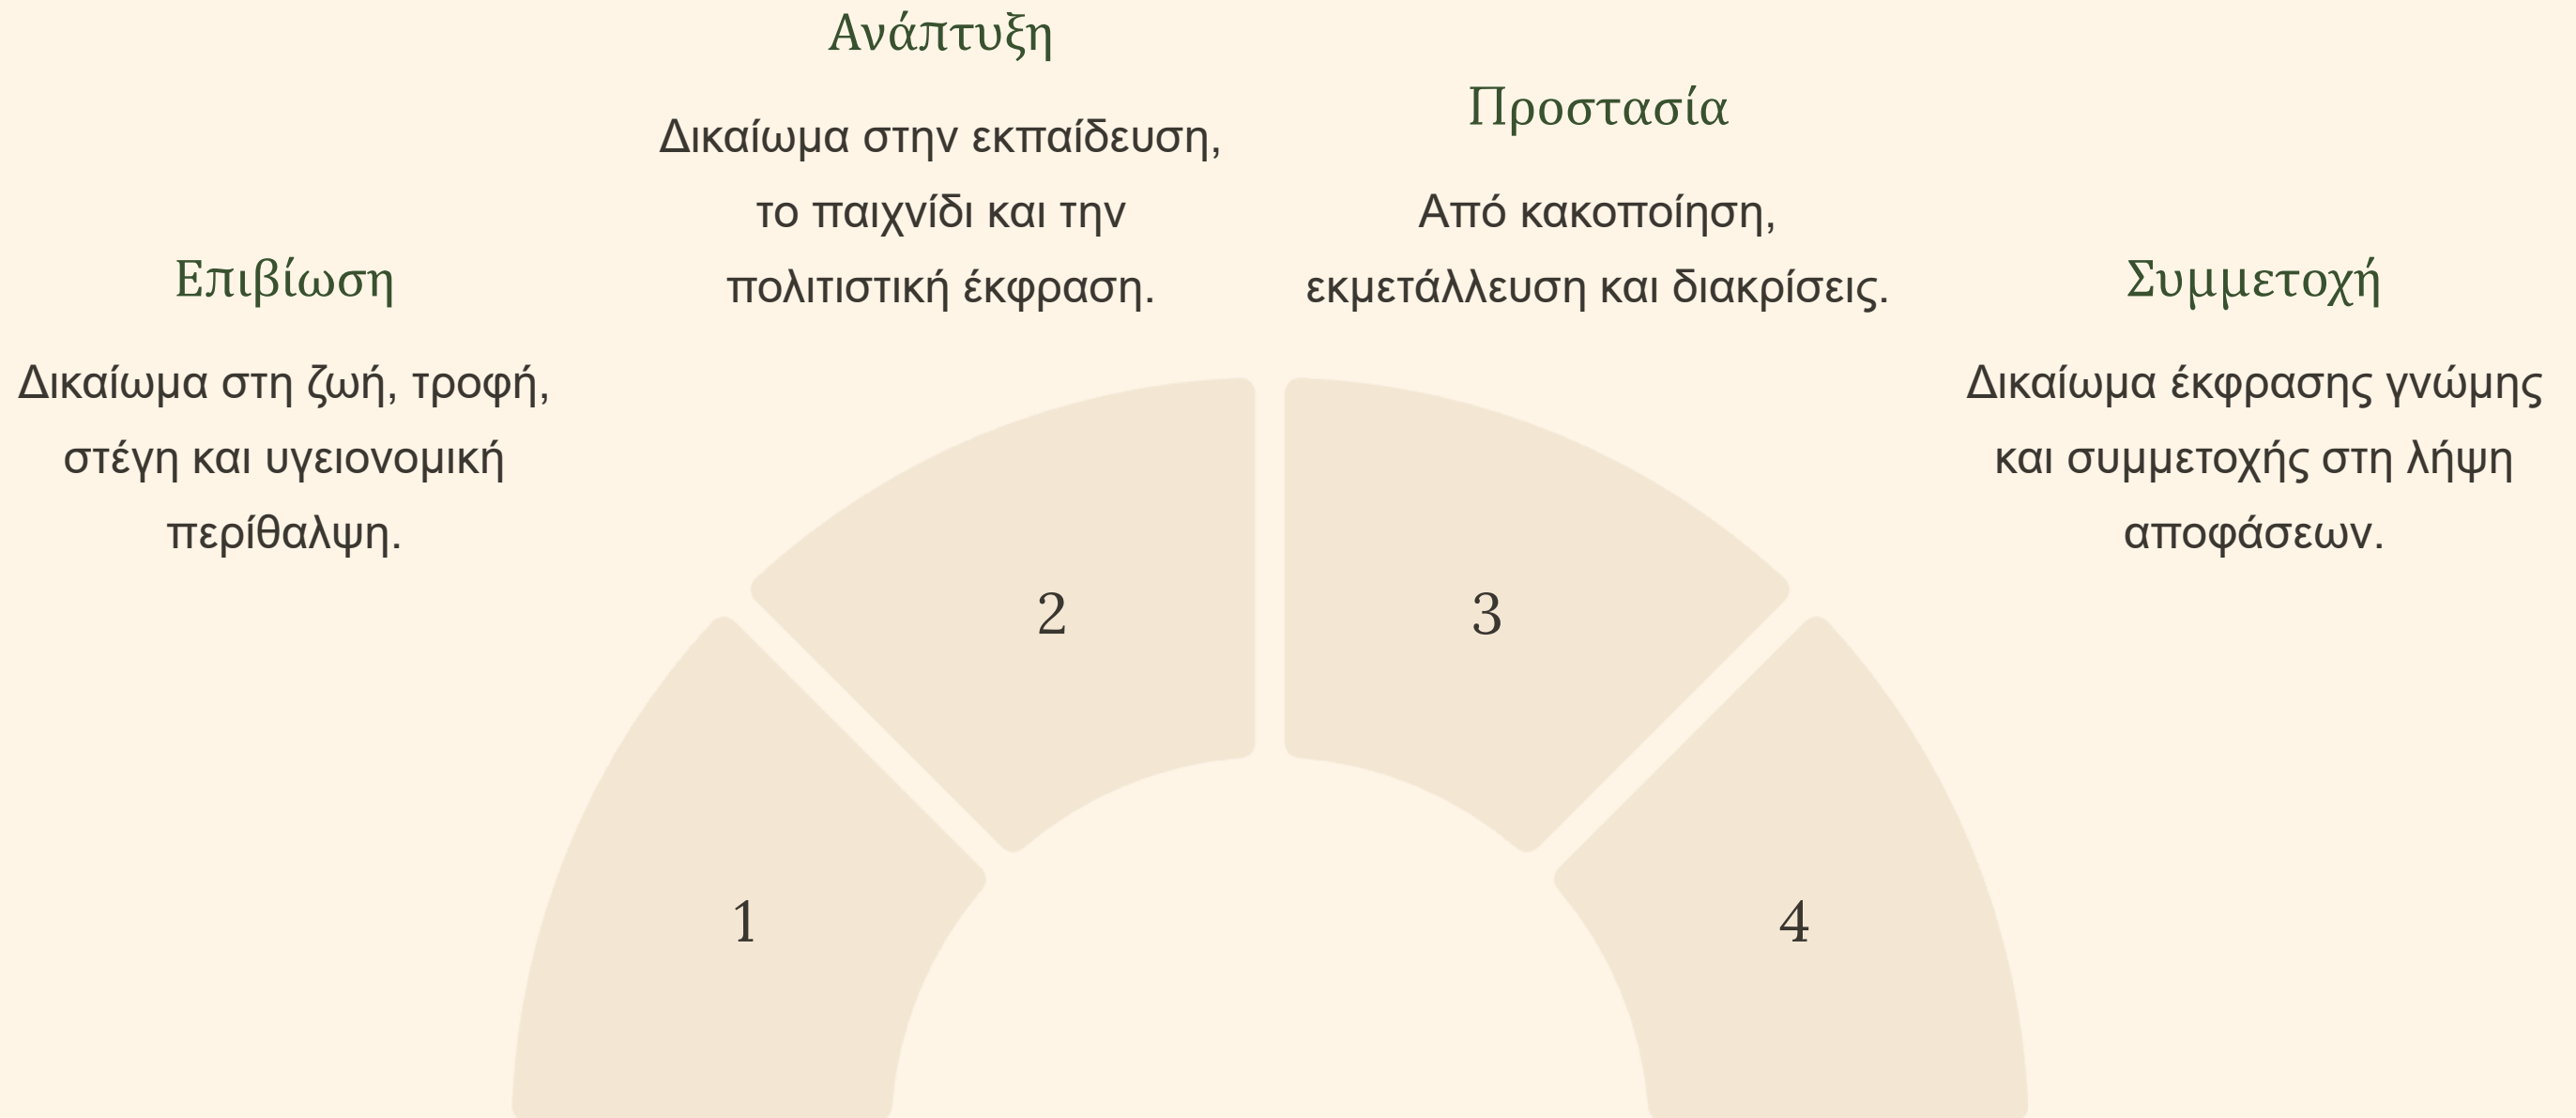 Επιβίωση
Δικαίωμα στη ζωή, τροφή,
στέγη και υγειονομική
περίθαλψη.
Ανάπτυξη
Δικαίωμα στην εκπαίδευση,
το παιχνίδι και την
πολιτιστική έκφραση.
Προστασία
Από κακοποίηση,
εκμετάλλευση και διακρίσεις.
Συμμετοχή
Δικαίωμα έκφρασης γνώμης
και συμμετοχής στη λήψη
αποφάσεων.
1
2
3
4